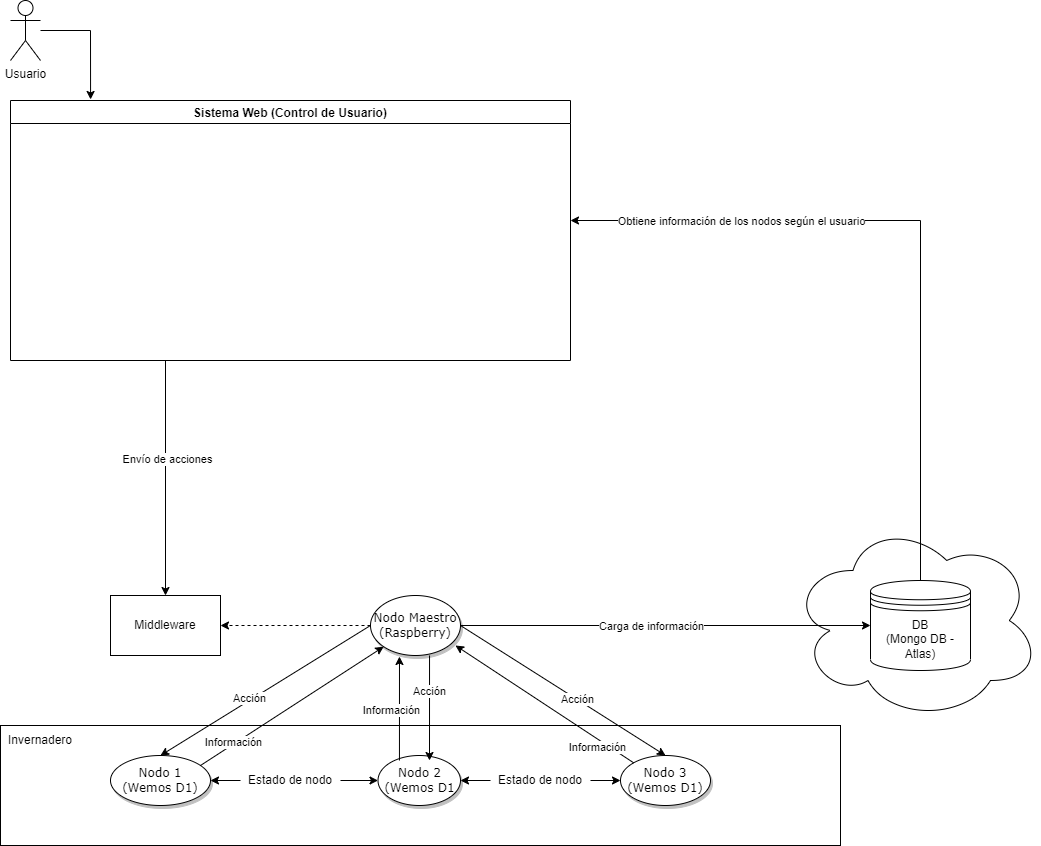 Usuario
Sistema Web (Control de Usuario)
Obtiene información de los nodos según el usuario
Envío de acciones
Middleware
Nodo Maestro
(Raspberry)
Carga de información
DB
(Mongo DB -
Atlas)
Acción
Acción
Acción
Información
Información
Información
Invernadero
Nodo 1
(Wemos D1)
Estado de nodo
Nodo 2
(Wemos D1
Estado de nodo
Nodo 3
(Wemos D1)